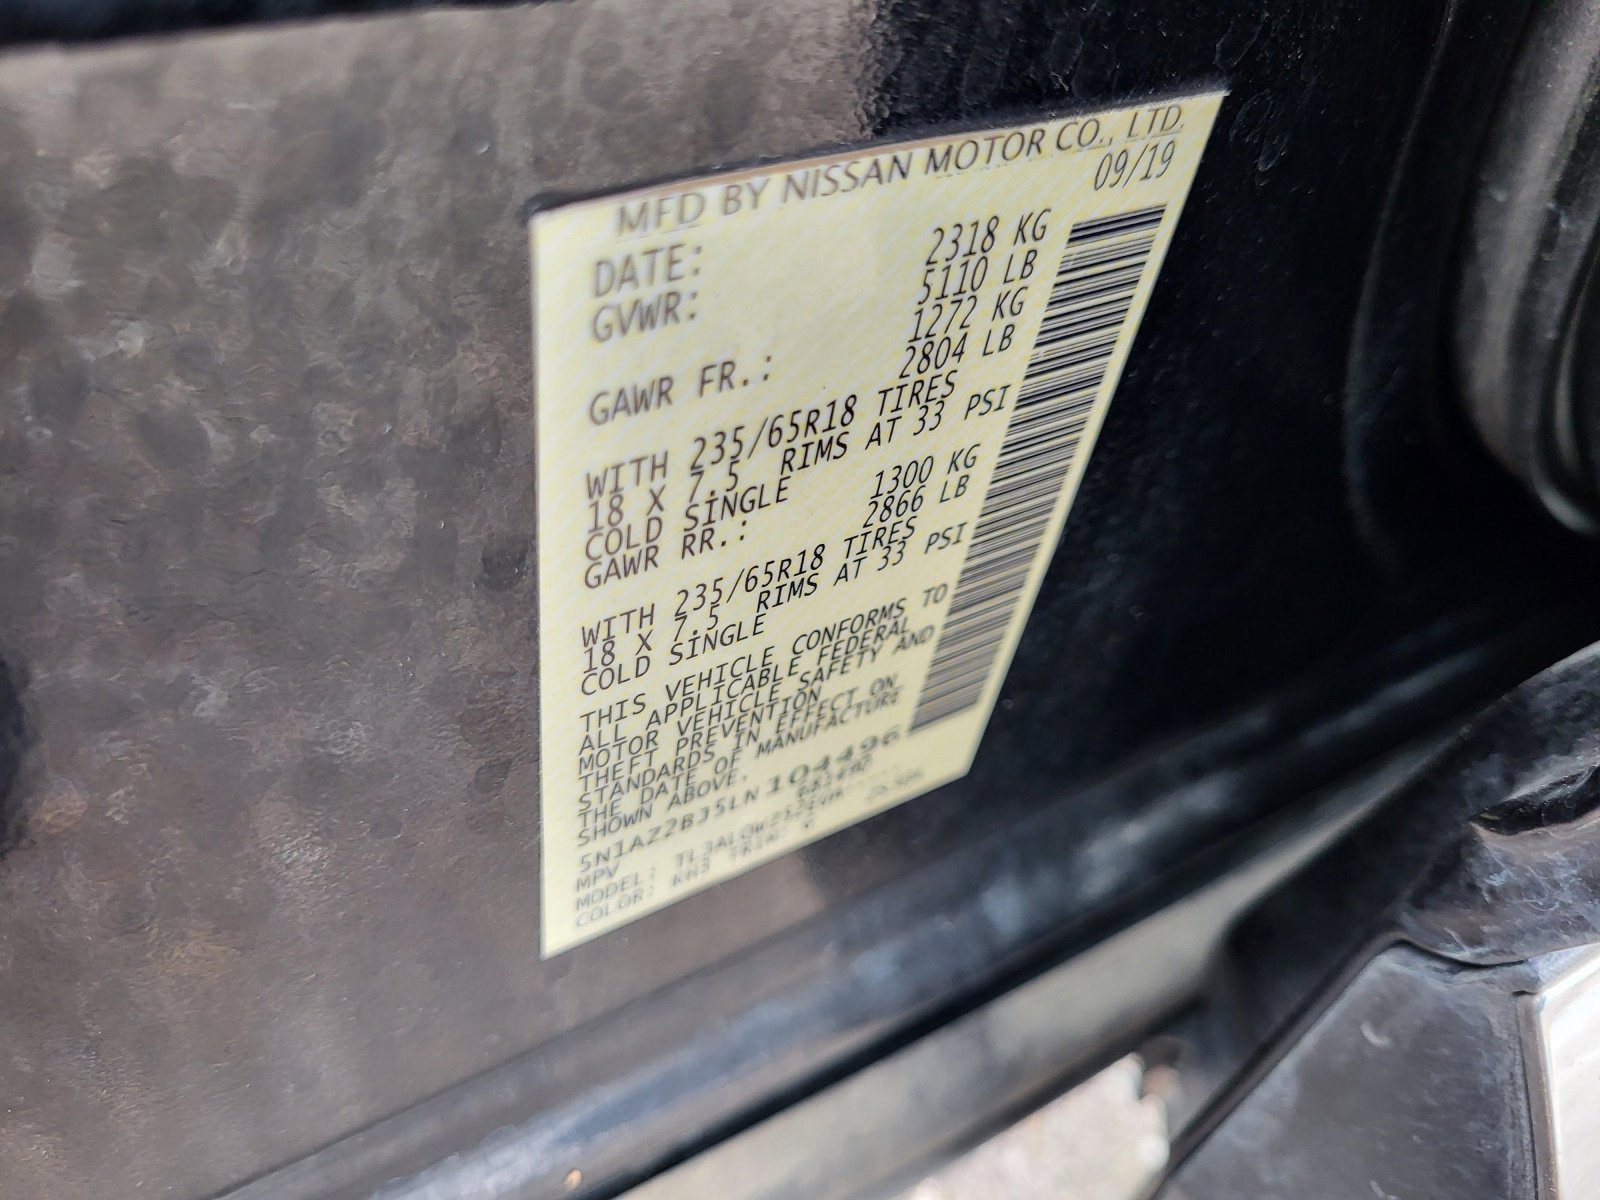 MFD BY NISSAN MOTOR CO., LTD.
DATE: 09/19
GVWR: 2318 KG
5110 LB
GAWR FR.: 1272 KG
2804 LB
WITH 235/65R18 TIRES
18 X 7.5 RIMS AT 33 PSI
COLD SINGLE
GAWR RR.: 1300 KG
2866 LB
WITH 235/65R18 TIRES
18 X 7.5 RIMS AT 33 PSI
COLD SINGLE
THIS VEHICLE CONFORMS TO
ALL APPLICABLE FEDERAL
MOTOR VEHICLE SAFETY AND
THEFT PREVENTION
STANDARDS IN EFFECT ON
THE DATE OF MANUFACTURE
SHOWN ABOVE.
5N1AZ2BJ5LN104496
MPV
MODEL:
COLOR: KH3 TRIM: G